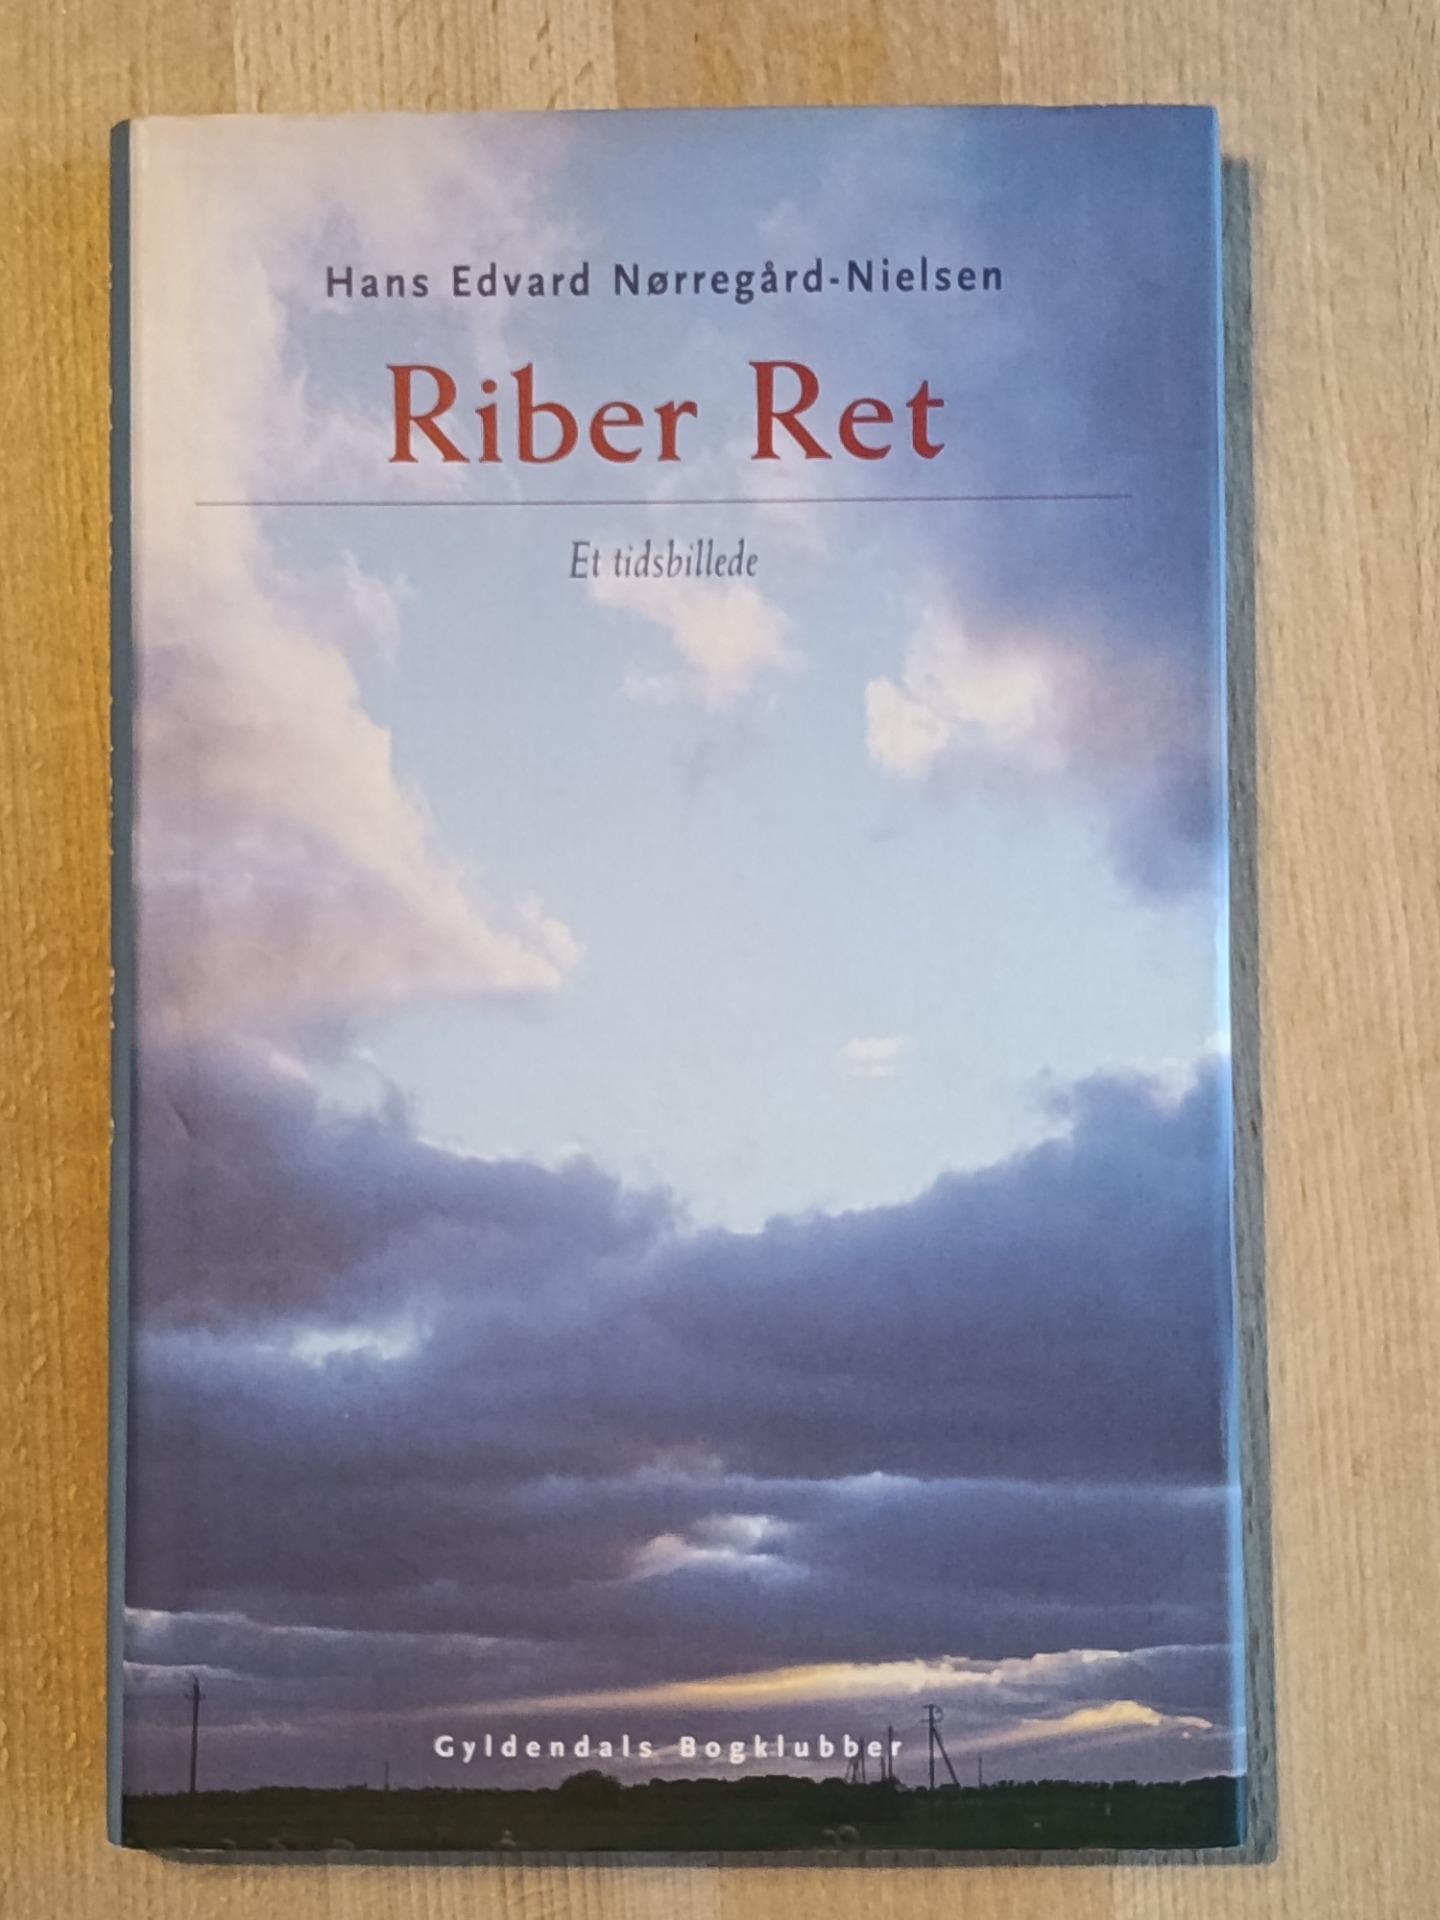 Hans Edvard Nørregård-Nielsen
Riber Ret
Et tidsbillede
Gyldendals Bogklubber